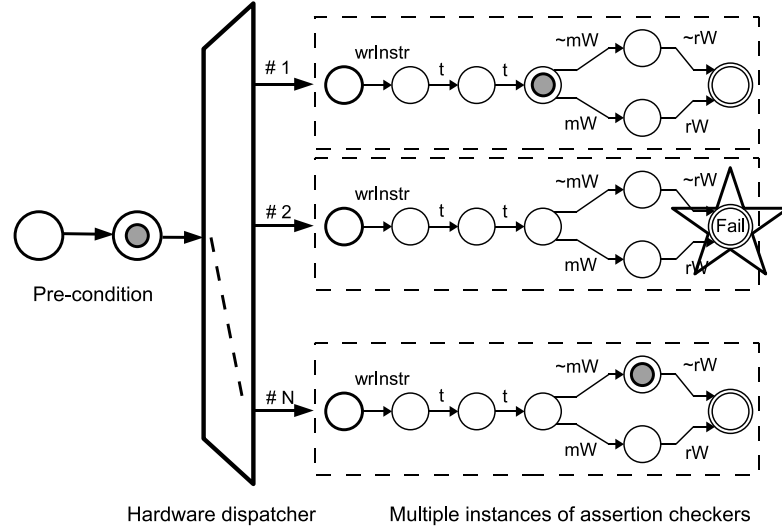 wrInstr t t ~mW ~rW
# 1
mW rW
wrInstr t t ~mW ~rW
# 2
Fail
mW rW
Pre-condition
wrInstr t t ~mW ~rW
# N
mW rW
Hardware dispatcher Multiple instances of assertion checkers